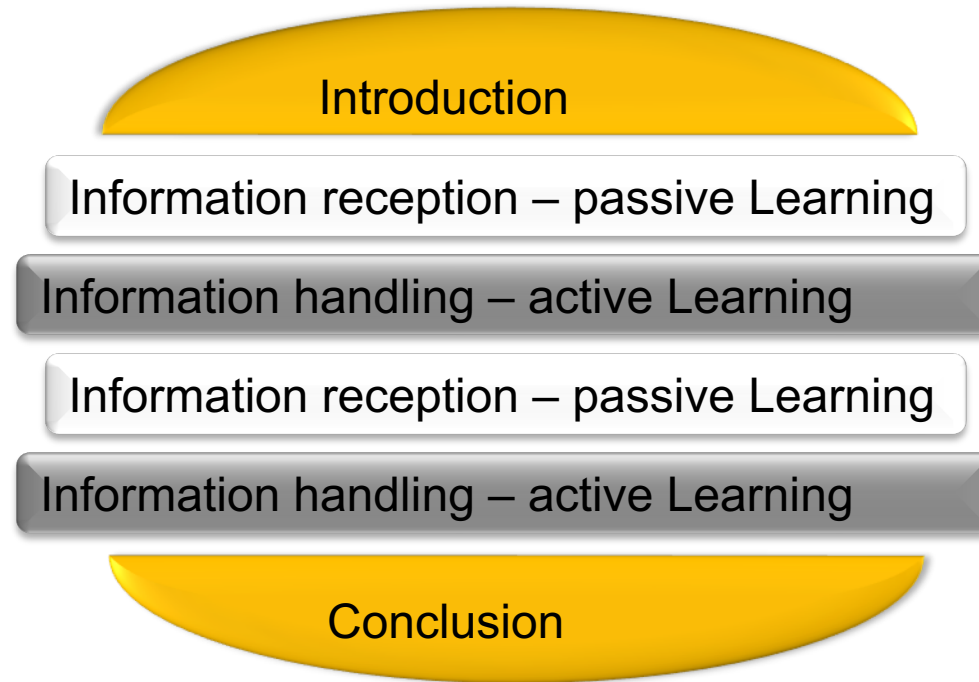 Introduction
Information reception – passive Learning
Information handling – active Learning
Information reception – passive Learning
Information handling – active Learning
Conclusion